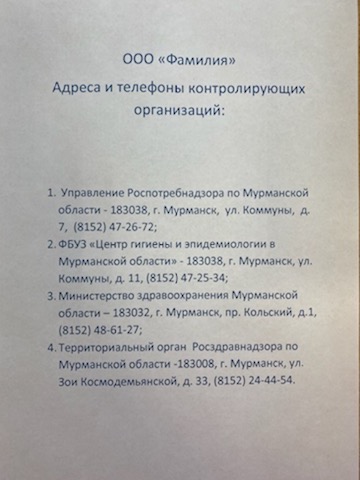 ООО «Фамилия»
Адреса и телефоны контролирующих
организаций:
1. Управление Роспотребнадзора по Мурманской
области - 183038, г. Мурманск, ул. Коммуны, д.
7, (8152) 47-26-72;
2. ФБУЗ «Центр гигиены и эпидемиологии в
Мурманской области» - 183038, г. Мурманск, ул.
Коммуны, д. 11, (8152) 47-25-34;
3. Министерство здравоохранения Мурманской
области – 183032, г. Мурманск, пр. Кольский, д.1,
(8152) 48-61-27;
4. Территориальный орган Росздравнадзора по
Мурманской области -183008, г. Мурманск, ул.
Зои Космодемьянской, д. 33, (8152) 24-44-54.